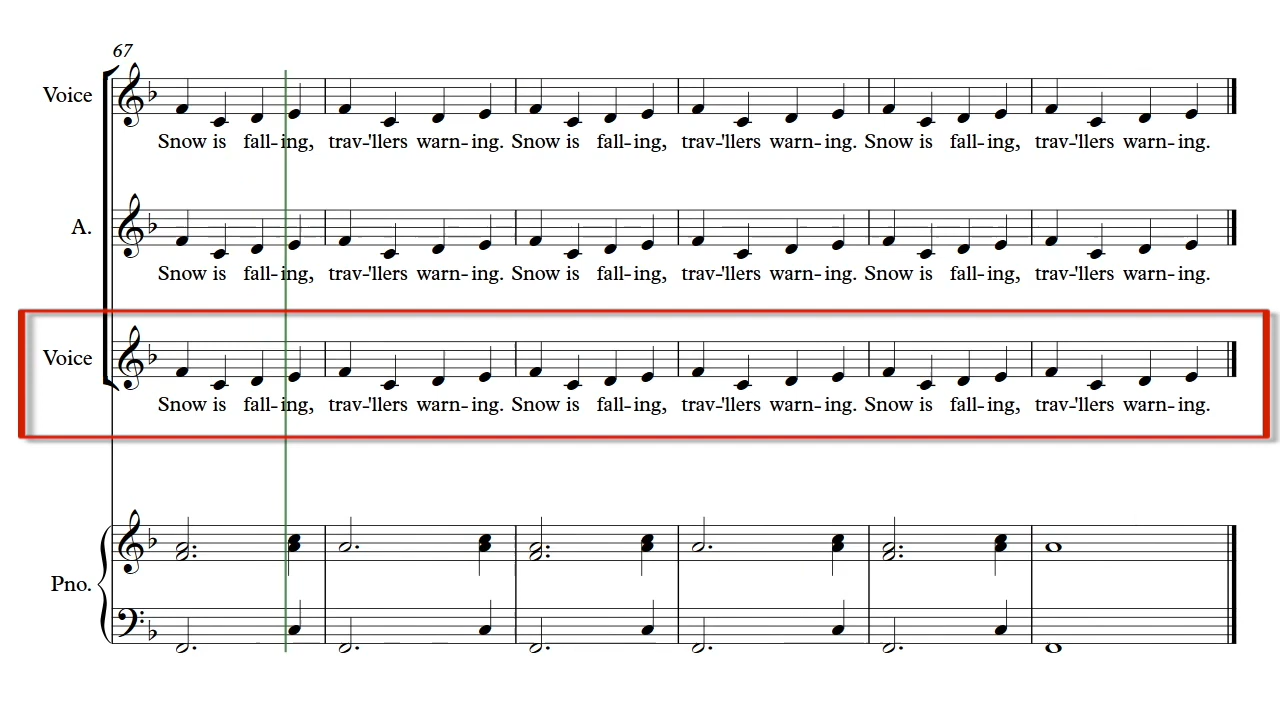 67
Voice
Snow is fall-ing, trav-'llers warn-ing. Snow is fall-ing, trav-'llers warn-ing. Snow is fall-ing, trav-'llers warn-ing.
A.
Snow is fall-ing, trav-'llers warn-ing. Snow is fall-ing, trav-'llers warn-ing. Snow is fall-ing, trav-'llers warn-ing.
Voice
Snow is fall-ing, trav-'llers warn-ing. Snow is fall-ing, trav-'llers warn-ing. Snow is fall-ing, trav-'llers warn-ing.
Pno.